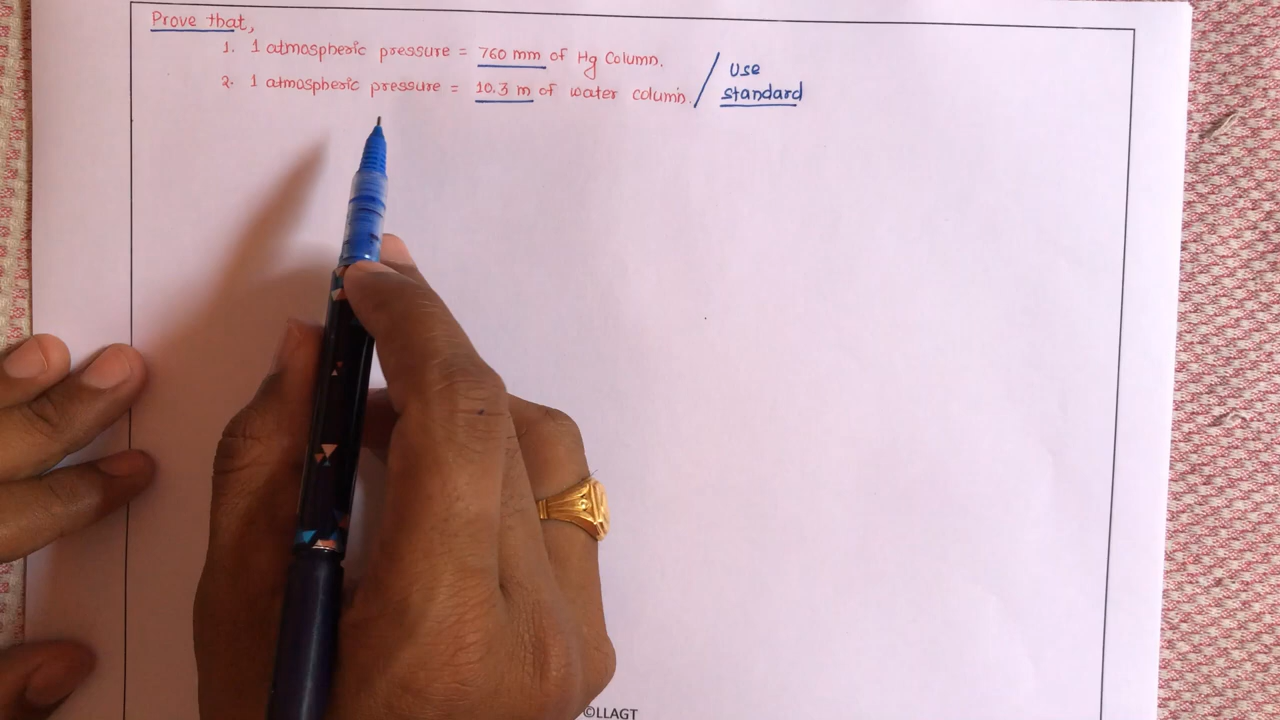 Prove that,
1. 1 atmospheric pressure = 760 mm of Hg Column.
2. 1 atmospheric pressure = 10.3 m of water column.
/ Use
standard
©LLAGT